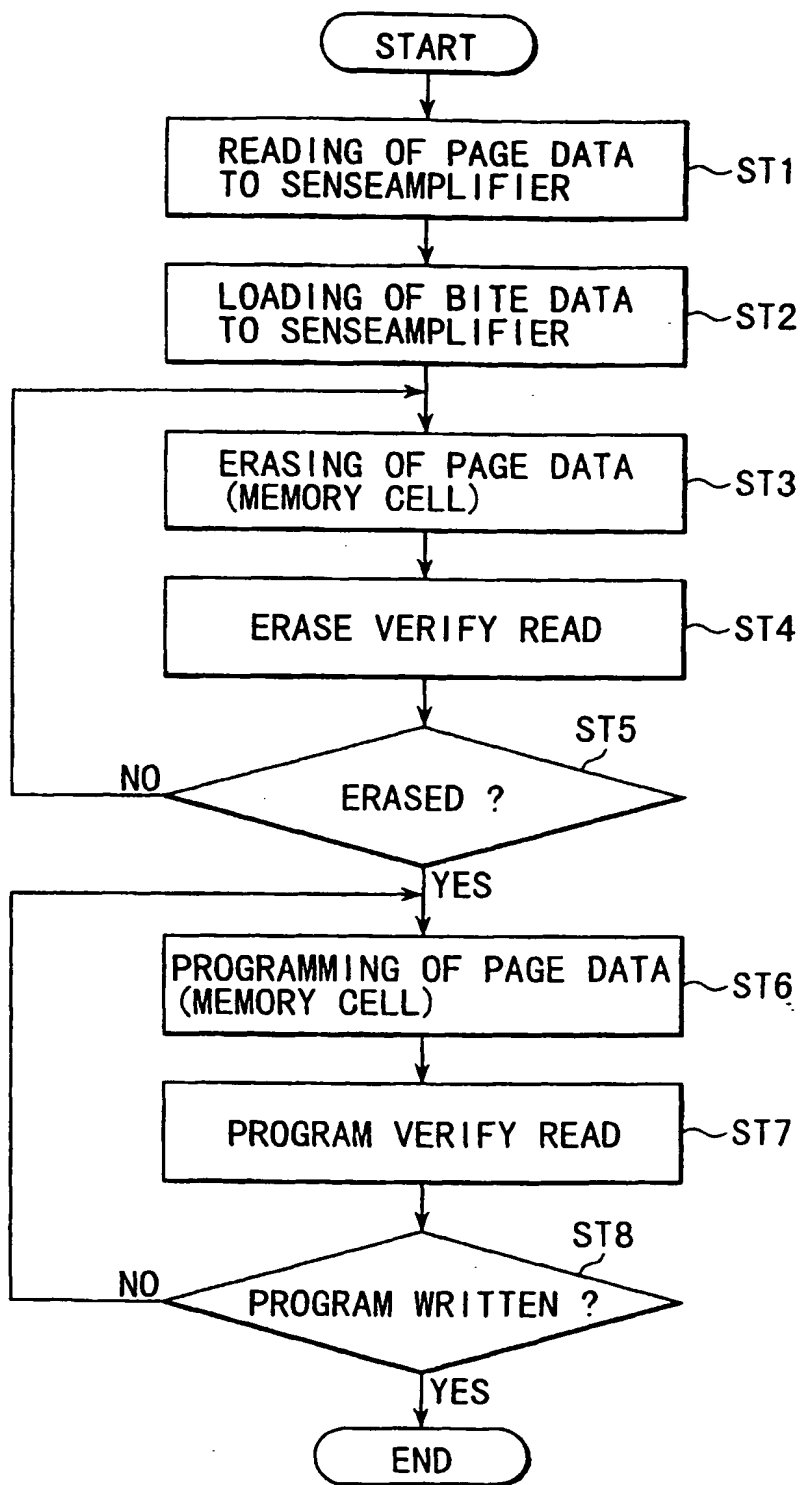 START
READING OF PAGE DATA
TO SENSEAMPLIFIER
ST1
LOADING OF BITE DATA
TO SENSEAMPLIFIER
ST2
ERASING OF PAGE DATA
(MEMORY CELL)
ST3
ERASE VERIFY READ
ST4
ST5
NO
ERASED ?
YES
PROGRAMMING OF PAGE DATA
(MEMORY CELL)
ST6
PROGRAM VERIFY READ
ST7
ST8
NO
PROGRAM WRITTEN ?
YES
END